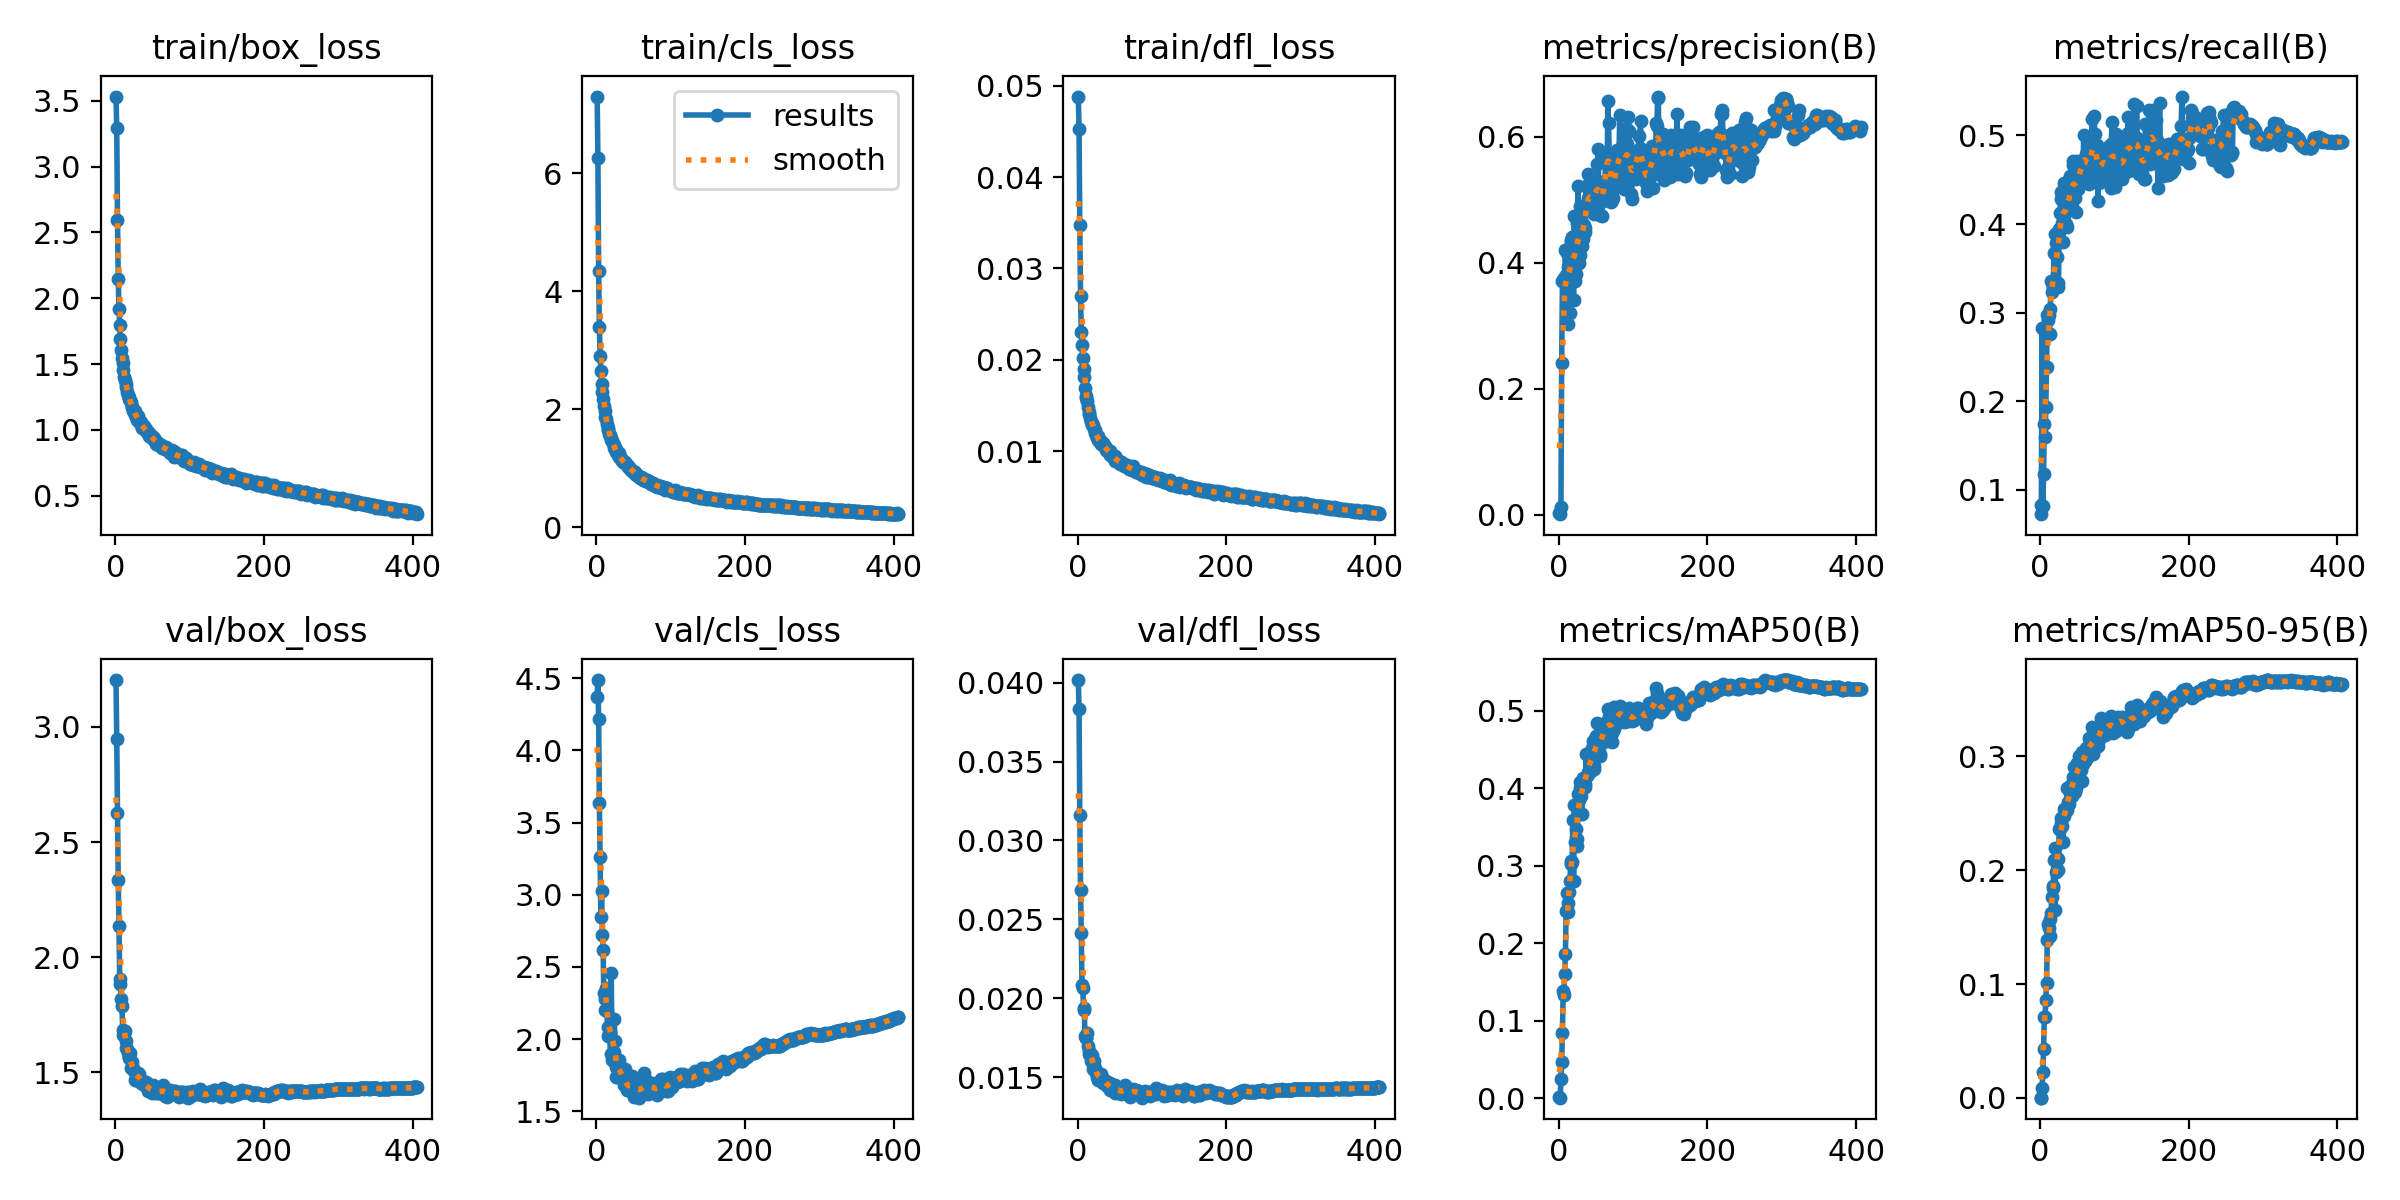 train/box_loss
3.5
3.0
2.5
2.0
1.5
1.0
0.5
0 200 400
train/cls_loss
results
smooth
6
4
2
0
0 200 400
train/dfl_loss
0.05
0.04
0.03
0.02
0.01
0 200 400
metrics/precision(B)
0.6
0.4
0.2
0.0
0 200 400
metrics/recall(B)
0.5
0.4
0.3
0.2
0.1
0 200 400
val/box_loss
3.0
2.5
2.0
1.5
0 200 400
val/cls_loss
4.5
4.0
3.5
3.0
2.5
2.0
1.5
0 200 400
val/dfl_loss
0.040
0.035
0.030
0.025
0.020
0.015
0 200 400
metrics/mAP50(B)
0.5
0.4
0.3
0.2
0.1
0.0
0 200 400
metrics/mAP50-95(B)
0.3
0.2
0.1
0.0
0 200 400